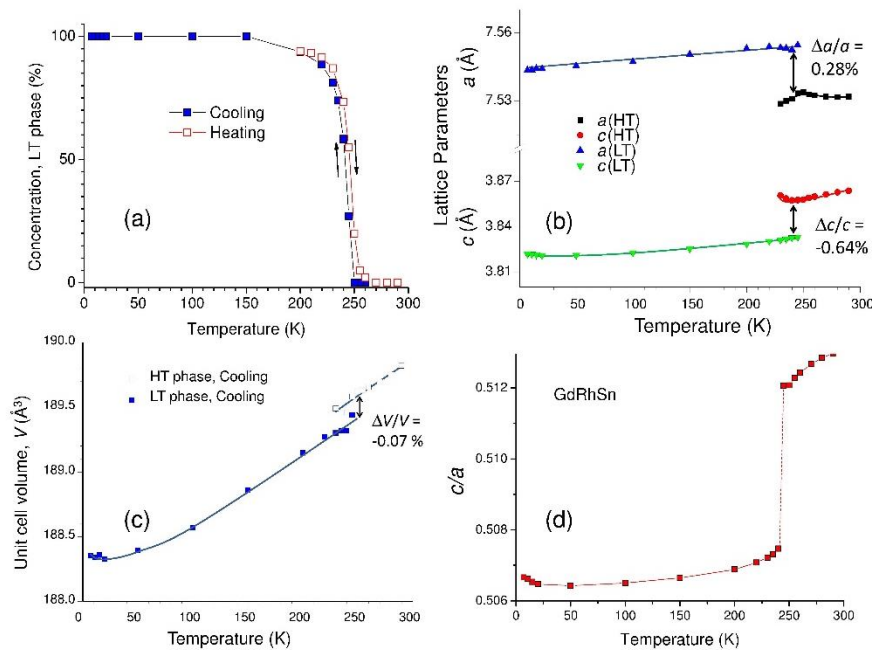 Concentration, LT phase (%)
100
50
0
Cooling
Heating
(a)
0 50 100 150 200 250 300
Temperature (K)
Lattice Parameters
a (Å)
c (Å)
7.56
7.53
3.87
3.84
3.81
a(HT)
c(HT)
a(LT)
c(LT)
Δa/a =
0.28%
(b)
Δc/c =
-0.64%
0 50 100 150 200 250 300
Temperature (K)
Unit cell volume, V (Å³)
190.0
189.5
189.0
188.5
188.0
HT phase, Cooling
LT phase, Cooling
ΔV/V =
-0.07 %
(c)
0 50 100 150 200 250 300
Temperature (K)
c/a
0.512
0.510
0.508
0.506
GdRhSn
(d)
0 50 100 150 200 250 300
Temperature (K)